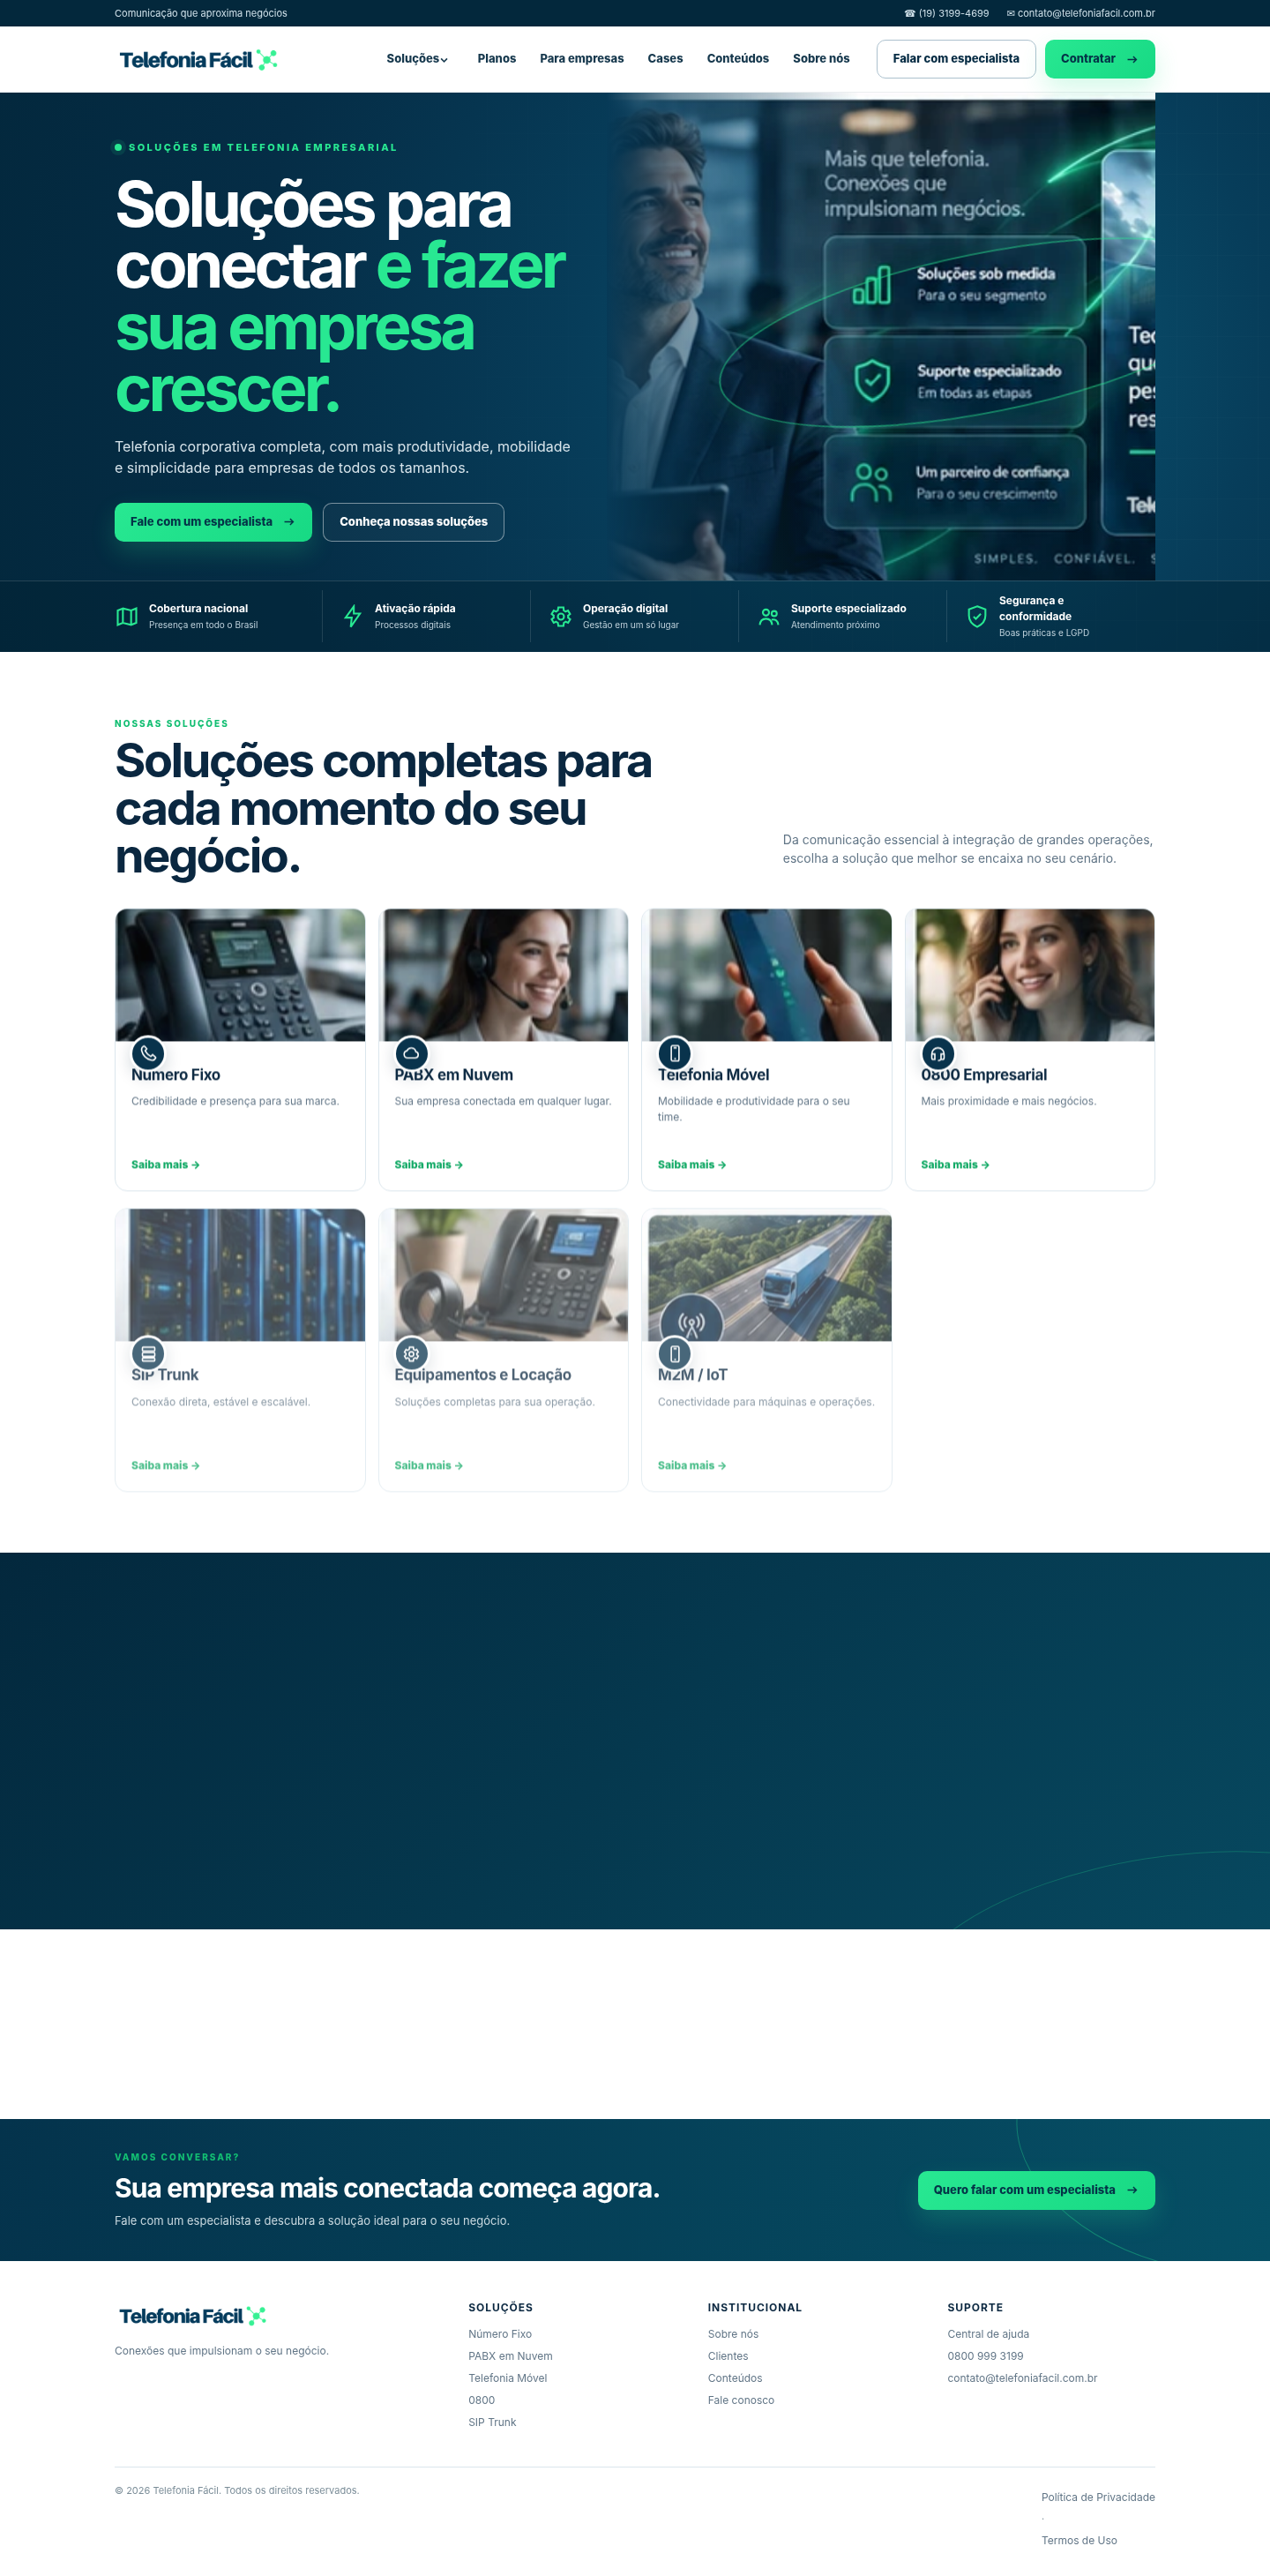 Comunicação que aproxima negócios
☎ (19) 3199-4699 ✉ contato@telefoniafacil.com.br
Telefonia Fácil
Soluções Planos Para empresas Cases Conteúdos Sobre nós
Falar com especialista
Contratar →
SOLUÇÕES EM TELEFONIA EMPRESARIAL
Soluções para
conectar e fazer
sua empresa
crescer.
Telefonia corporativa completa, com mais produtividade, mobilidade
e simplicidade para empresas de todos os tamanhos.
Fale com um especialista →
Conheça nossas soluções
Mais que telefonia.
Conexões que
impulsionam negócios.
Soluções sob medida
Para o seu segmento
Suporte especializado
Em todas as etapas
Um parceiro de confiança
Para o seu crescimento
SIMPLES. CONFIÁVEL.
Cobertura nacional
Presença em todo o Brasil
Ativação rápida
Processos digitais
Operação digital
Gestão em um só lugar
Suporte especializado
Atendimento próximo
Segurança e
conformidade
Boas práticas e LGPD
NOSSAS SOLUÇÕES
Soluções completas para
cada momento do seu
negócio.
Da comunicação essencial à integração de grandes operações,
escolha a solução que melhor se encaixa no seu cenário.
Número Fixo
Credibilidade e presença para sua marca.
Saiba mais →
PABX em Nuvem
Sua empresa conectada em qualquer lugar.
Saiba mais →
Telefonia Móvel
Mobilidade e produtividade para o seu
time.
Saiba mais →
0800 Empresarial
Mais proximidade e mais negócios.
Saiba mais →
SIP Trunk
Conexão direta, estável e escalável.
Saiba mais →
Equipamentos e Locação
Soluções completas para sua operação.
Saiba mais →
M2M / IoT
Conectividade para máquinas e operações.
Saiba mais →
VAMOS CONVERSAR?
Sua empresa mais conectada começa agora.
Fale com um especialista e descubra a solução ideal para o seu negócio.
Quero falar com um especialista →
Telefonia Fácil
Conexões que impulsionam o seu negócio.
SOLUÇÕES
Número Fixo
PABX em Nuvem
Telefonia Móvel
0800
SIP Trunk
INSTITUCIONAL
Sobre nós
Clientes
Conteúdos
Fale conosco
SUPORTE
Central de ajuda
0800 999 3199
contato@telefoniafacil.com.br
© 2026 Telefonia Fácil. Todos os direitos reservados.
Política de Privacidade
·
Termos de Uso